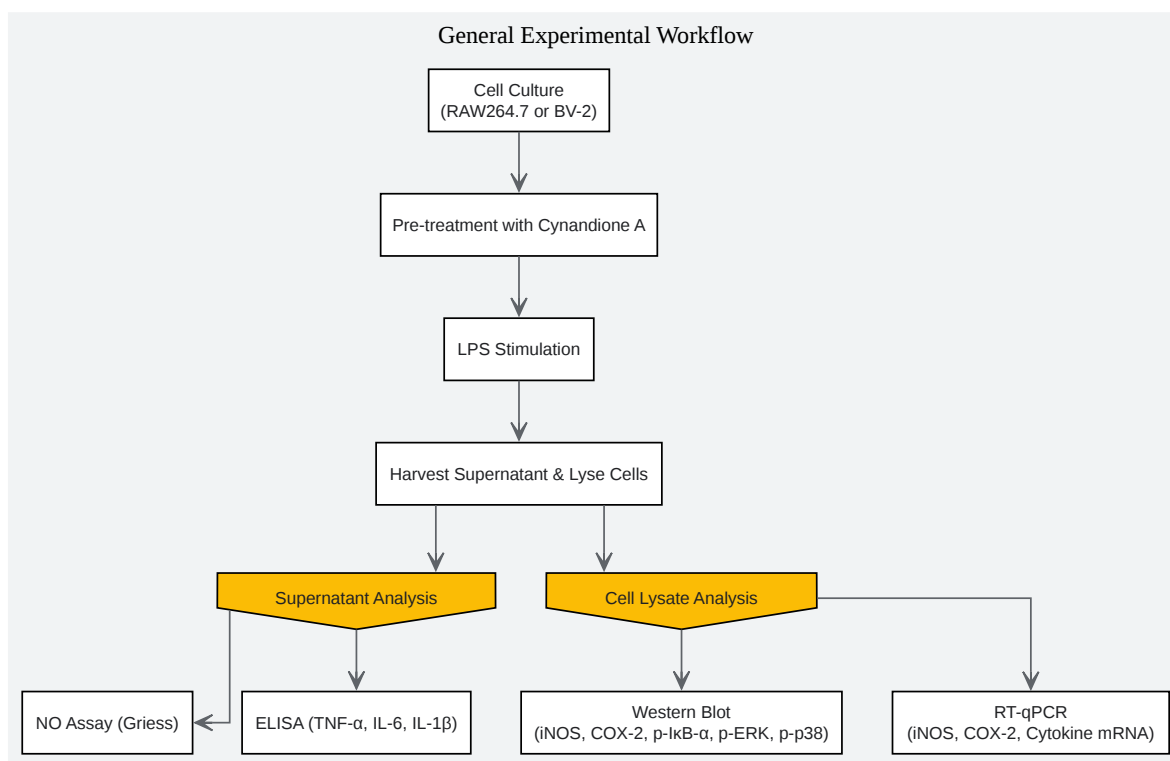 General Experimental Workflow
Cell Culture
(RAW264.7 or BV-2)
Pre-treatment with Cynandione A
LPS Stimulation
Harvest Supernatant & Lyse Cells
Supernatant Analysis
Cell Lysate Analysis
NO Assay (Griess)
ELISA (TNF-α, IL-6, IL-1β)
Western Blot
(iNOS, COX-2, p-IκB-α, p-ERK, p-p38)
RT-qPCR
(iNOS, COX-2, Cytokine mRNA)